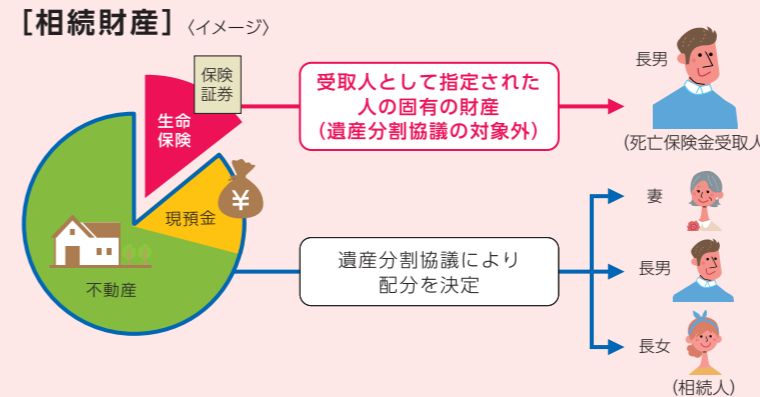 ［相続財産］〈イメージ〉
保険
証券
生命
保険
現預金
¥
不動産
受取人として指定された
人の固有の財産
（遺産分割協議の対象外）
長男
（死亡保険金受取人
遺産分割協議により
配分を決定
妻
長男
長女
（相続人）